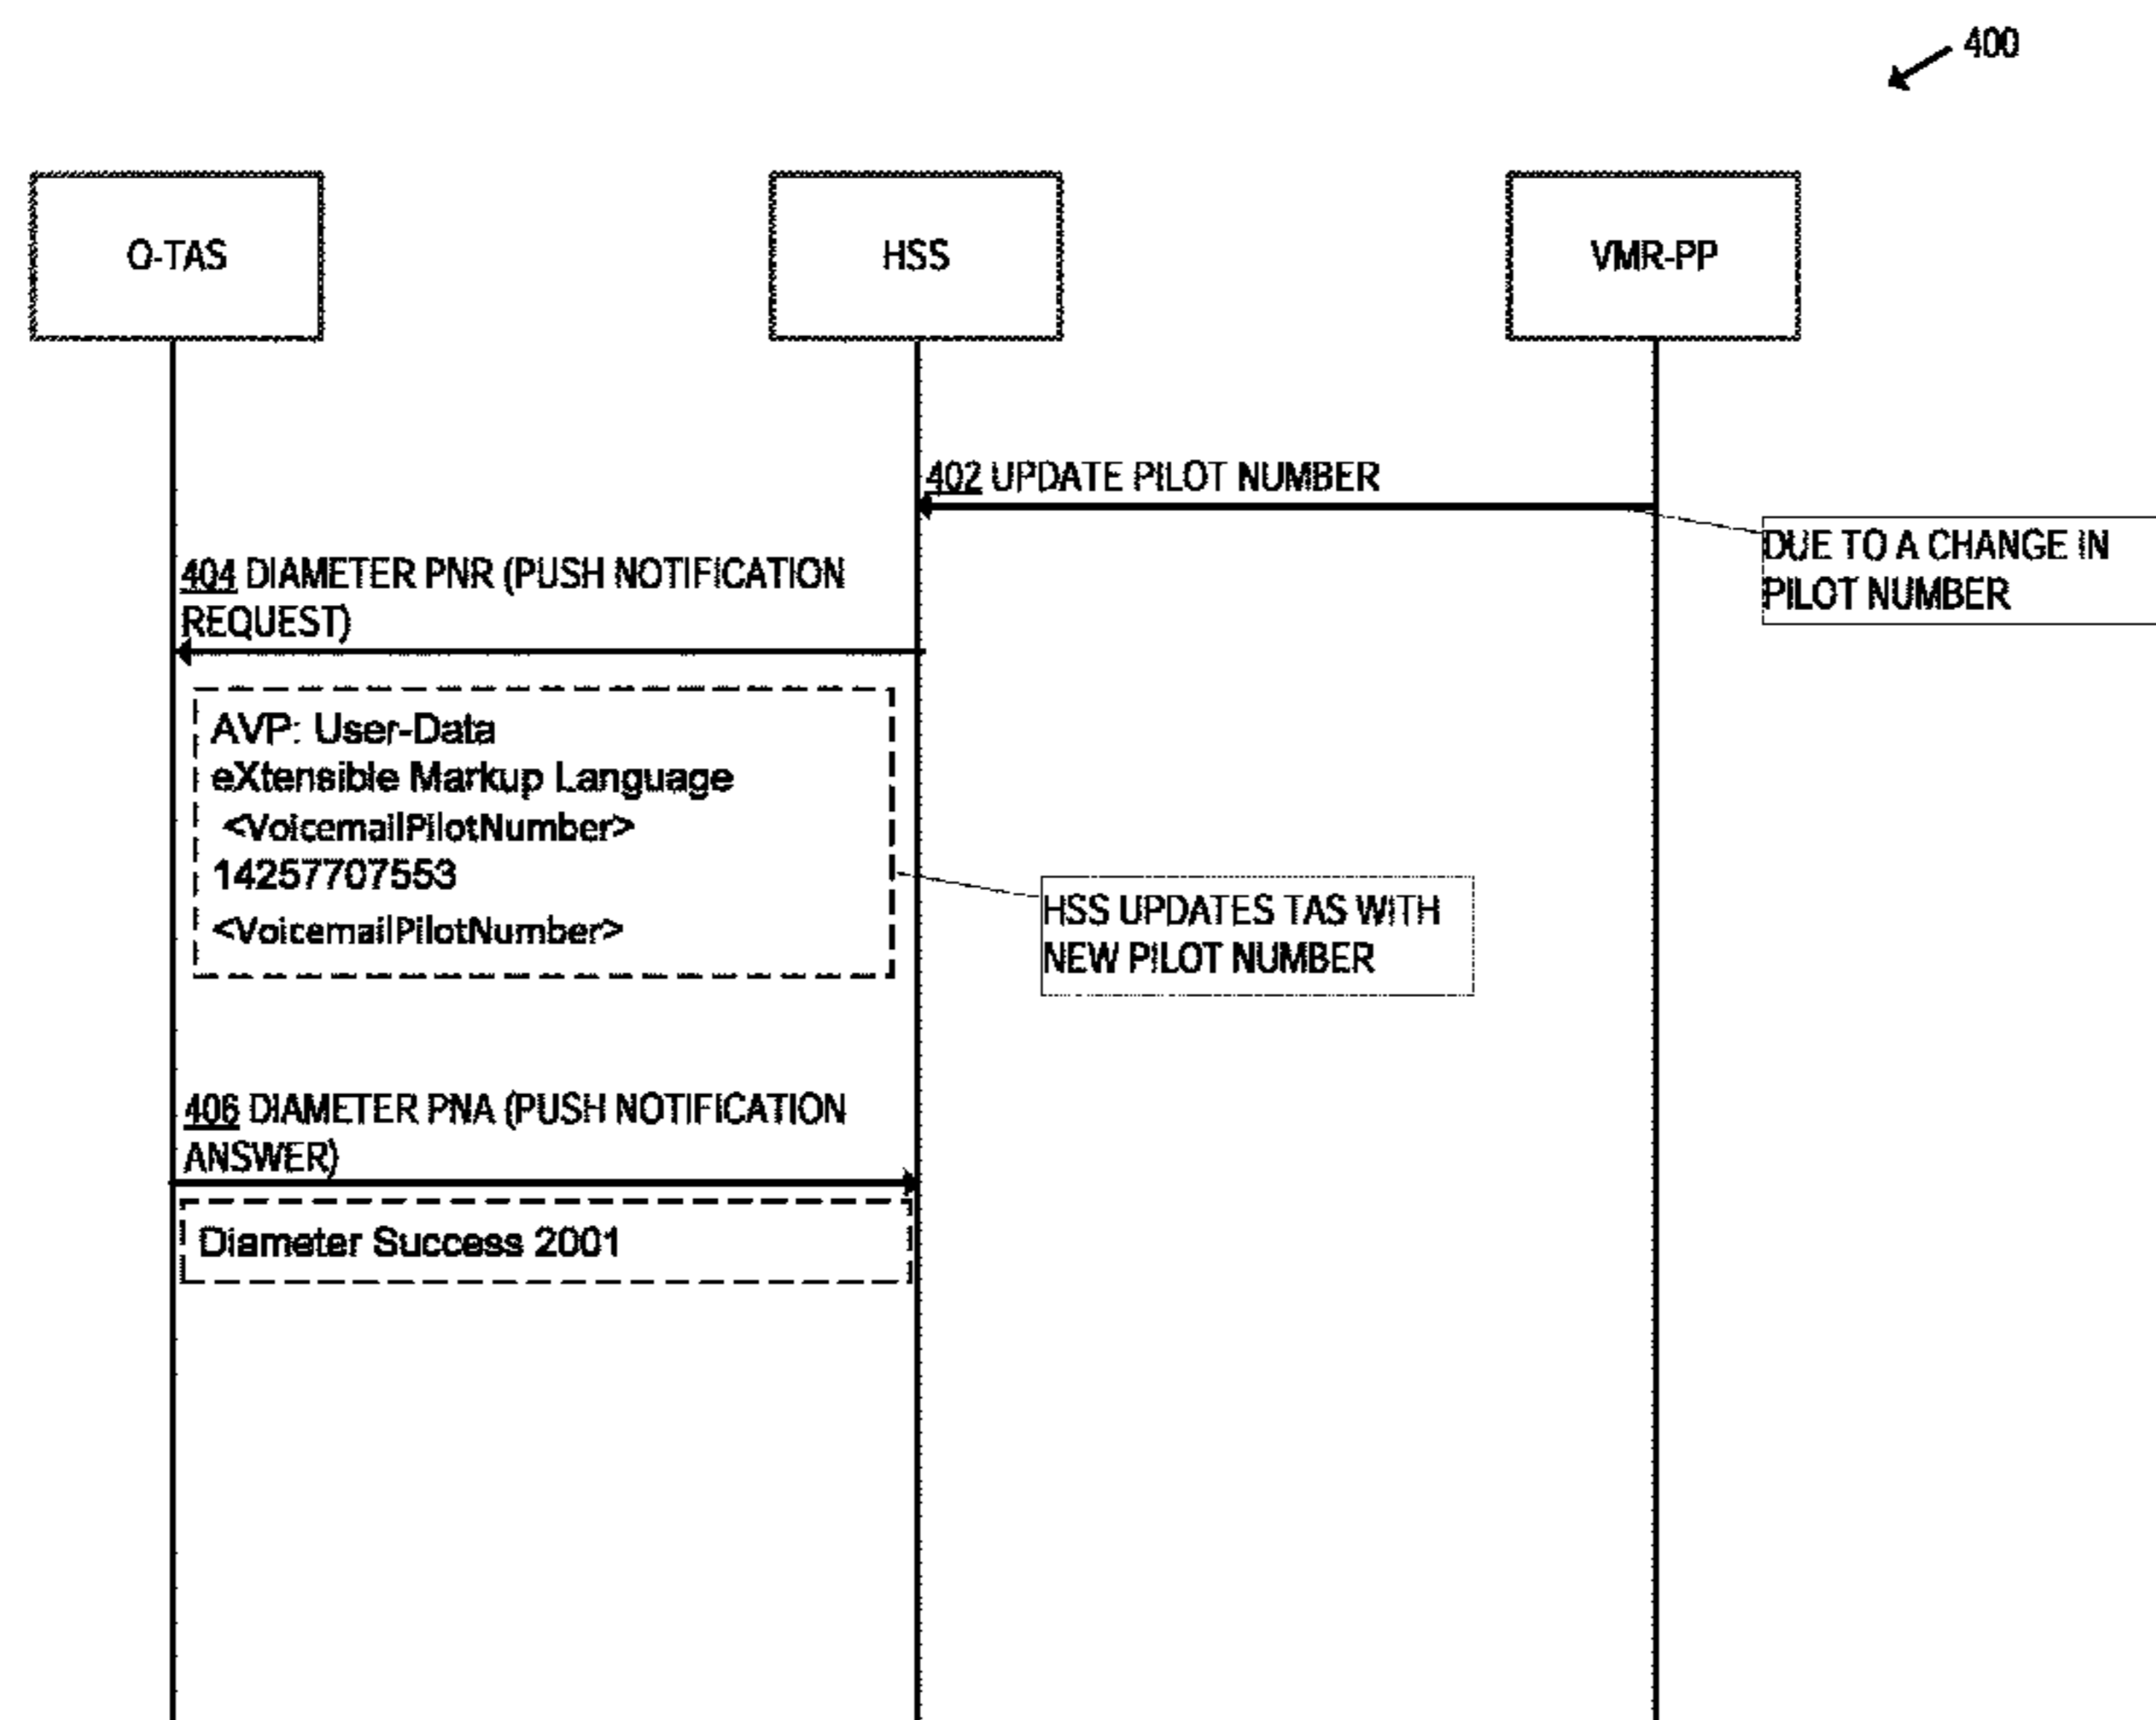 400
O-TAS
HSS
VMR-PP
402 UPDATE PILOT NUMBER
DUE TO A CHANGE IN
PILOT NUMBER
404 DIAMETER PNR (PUSH NOTIFICATION
REQUEST)
AVP: User-Data
eXtensible Markup Language
<VoicemailPilotNumber>
14257707553
<VoicemailPilotNumber>
HSS UPDATES TAS WITH
NEW PILOT NUMBER
406 DIAMETER PNA (PUSH NOTIFICATION
ANSWER)
Diameter Success 2001